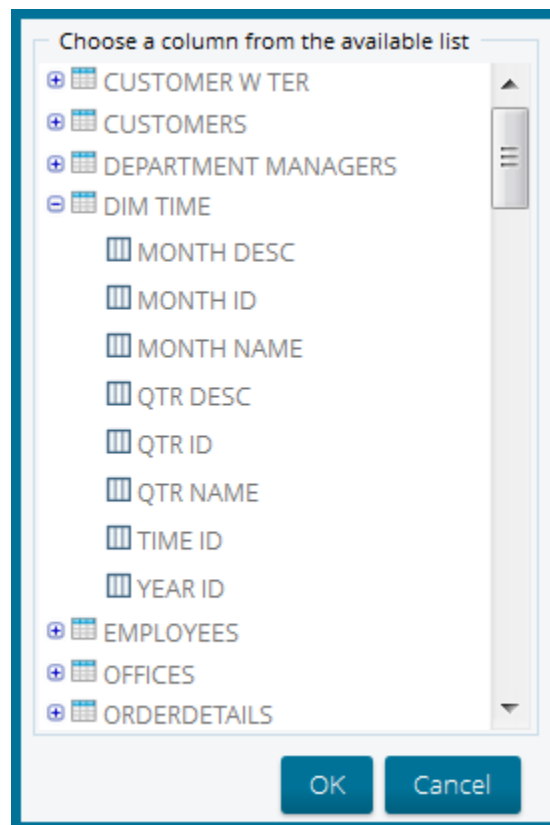 Choose a column from the available list
CUSTOMER W TER
CUSTOMERS
DEPARTMENT MANAGERS
DIM TIME
MONTH DESC
MONTH ID
MONTH NAME
QTR DESC
QTR ID
QTR NAME
TIME ID
YEAR ID
EMPLOYEES
OFFICES
ORDERDETAILS
OK Cancel